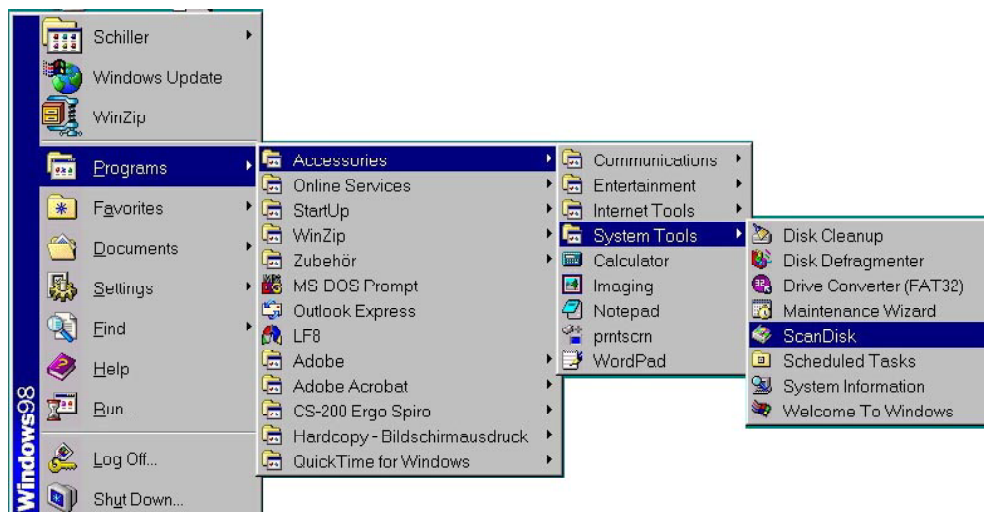 Schiller
Windows Update
WinZip
Programs
Favorites
Documents
Settings
Find
Help
Run
Log Off...
Shut Down...
Windows98
Accessories
Online Services
StartUp
WinZip
Zubehör
MS DOS Prompt
Outlook Express
LF8
Adobe
Adobe Acrobat
CS-200 Ergo Spiro
Hardcopy - Bildschirmausdruck
QuickTime for Windows
Communications
Entertainment
Internet Tools
System Tools
Calculator
Imaging
Notepad
prntscrn
WordPad
Disk Cleanup
Disk Defragmenter
Drive Converter (FAT32)
Maintenance Wizard
ScanDisk
Scheduled Tasks
System Information
Welcome To Windows